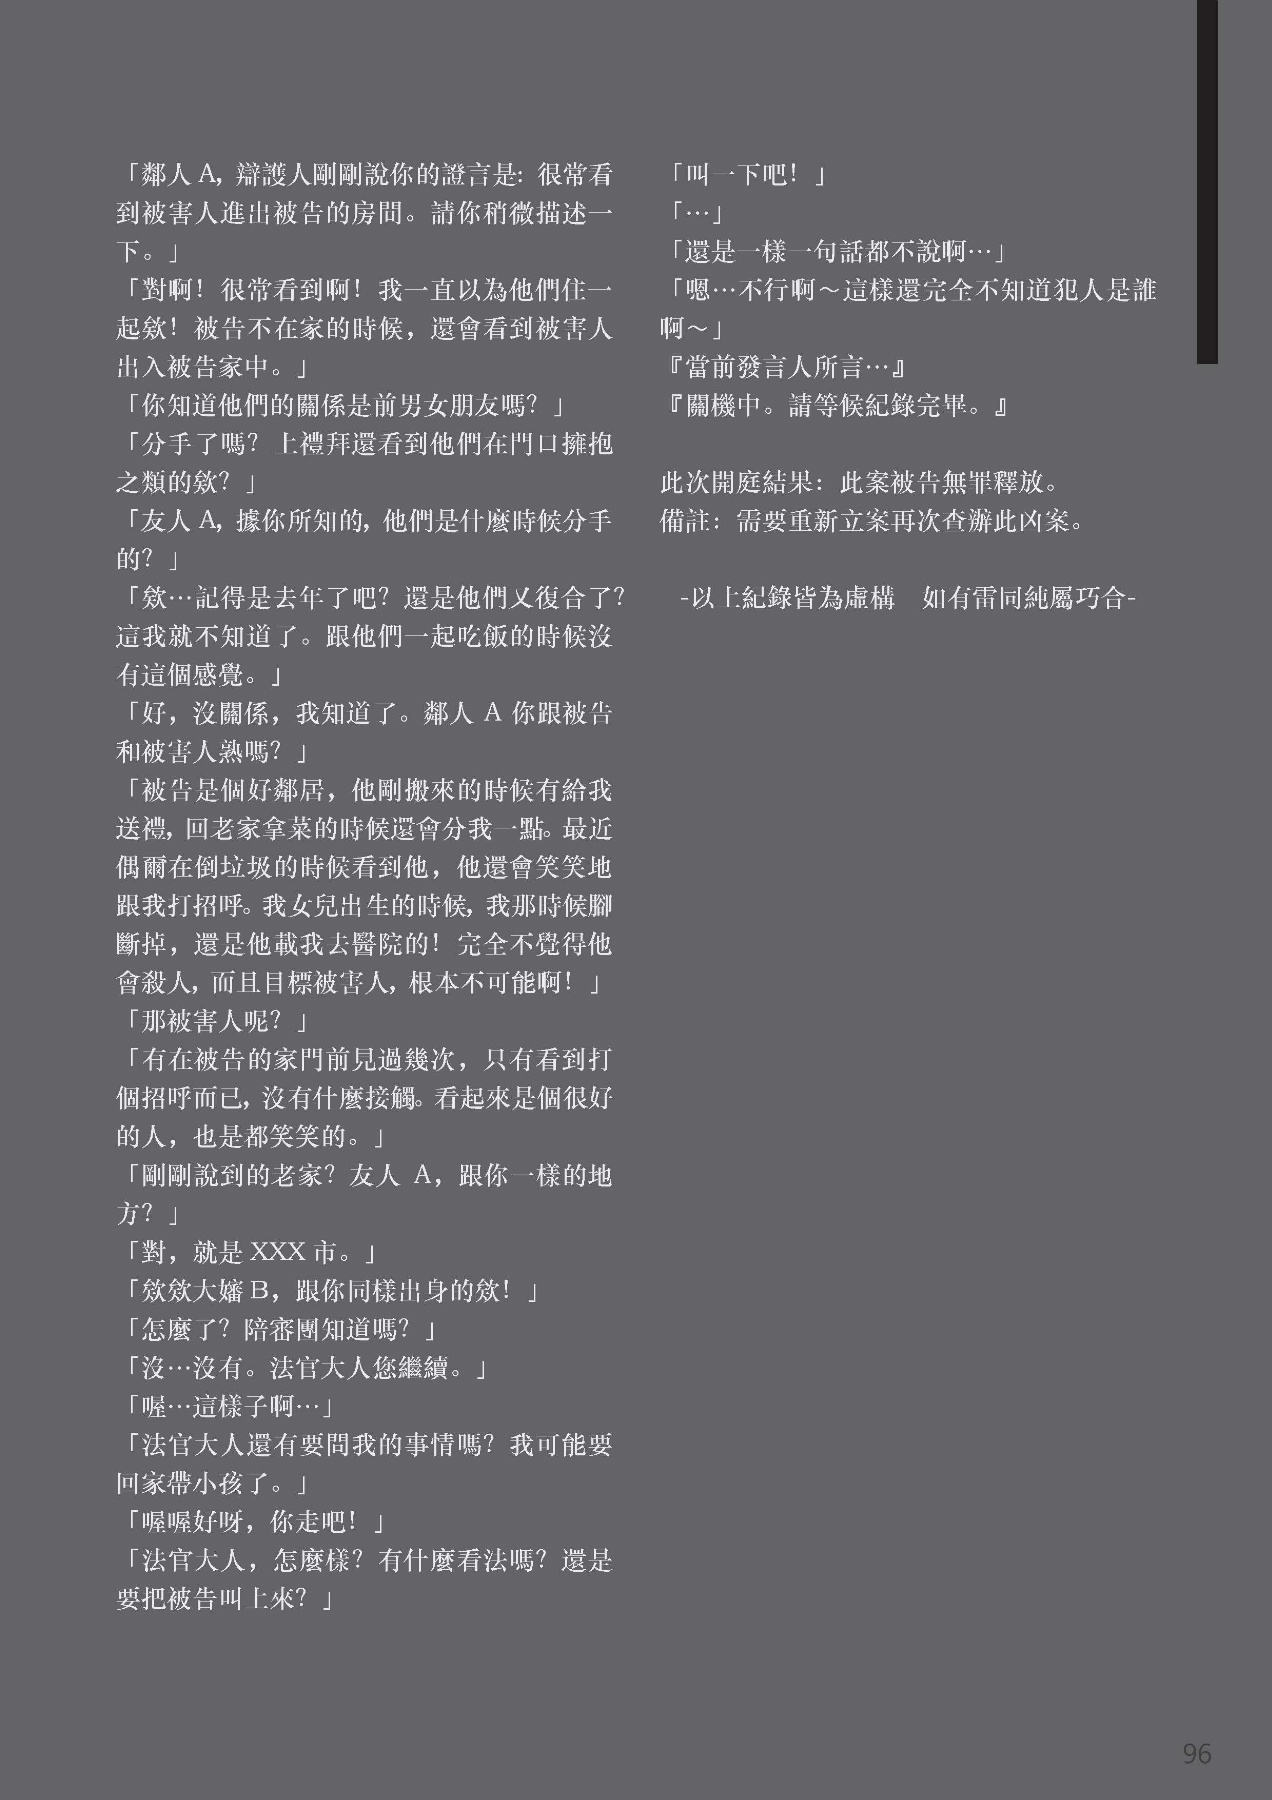 「鄰人 A, 辯護人剛剛說你的證言是: 很常看
到被害人進出被告的房間。請你稍微描述一
下。」
「對啊! 很常看到啊! 我一直以為他們住一
起欸! 被告不在家的時候, 還會看到被害人
出入被告家中。」
「你知道他們的關係是前男女朋友嗎? 」
「分手了嗎? 上禮拜還看到他們在門口擁抱
之類的欸? 」
「友人 A, 據你所知的, 他們是什麼時候分手
的? 」
「欸…記得是去年了吧? 還是他們又復合了?
這我就不知道了。跟他們一起吃飯的時候沒
有這個感覺。」
「好, 沒關係, 我知道了。鄰人 A 你跟被告
和被害人熟嗎? 」
「被告是個好鄰居, 他剛搬來的時候有給我
送禮, 回老家拿菜的時候還會分我一點。最近
偶爾在倒垃圾的時候看到他, 他還會笑笑地
跟我打招呼。我女兒出生的時候, 我那時候腳
斷掉, 還是他載我去醫院的! 完全不覺得他
會殺人, 而且目標被害人, 根本不可能啊! 」
「那被害人呢? 」
「有在被告的家門前見過幾次, 只有看到打
個招呼而已, 沒有什麼接觸。看起來是個很好
的人, 也是都笑笑的。」
「剛剛說到的老家? 友人 A, 跟你一樣的地
方? 」
「對, 就是 XXX 市。」
「欸欸大嬸 B, 跟你同樣出身的欸! 」
「怎麼了? 陪審團知道嗎? 」
「沒…沒有。法官大人您繼續。」
「喔…這樣子啊…」
「法官大人還有要問我的事情嗎? 我可能要
回家帶小孩了。」
「喔喔好呀, 你走吧! 」
「法官大人, 怎麼樣? 有什麼看法嗎? 還是
要把被告叫上來? 」
「叫一下吧! 」
「…」
「還是一樣一句話都不說啊…」
「嗯…不行啊～這樣還完全不知道犯人是誰
啊～」
『當前發言人所言…』
『關機中。請等候紀錄完畢。』
此次開庭結果: 此案被告無罪釋放。
備註: 需要重新立案再次查辦此凶案。
-以上紀錄皆為虛構　如有雷同純屬巧合-
96